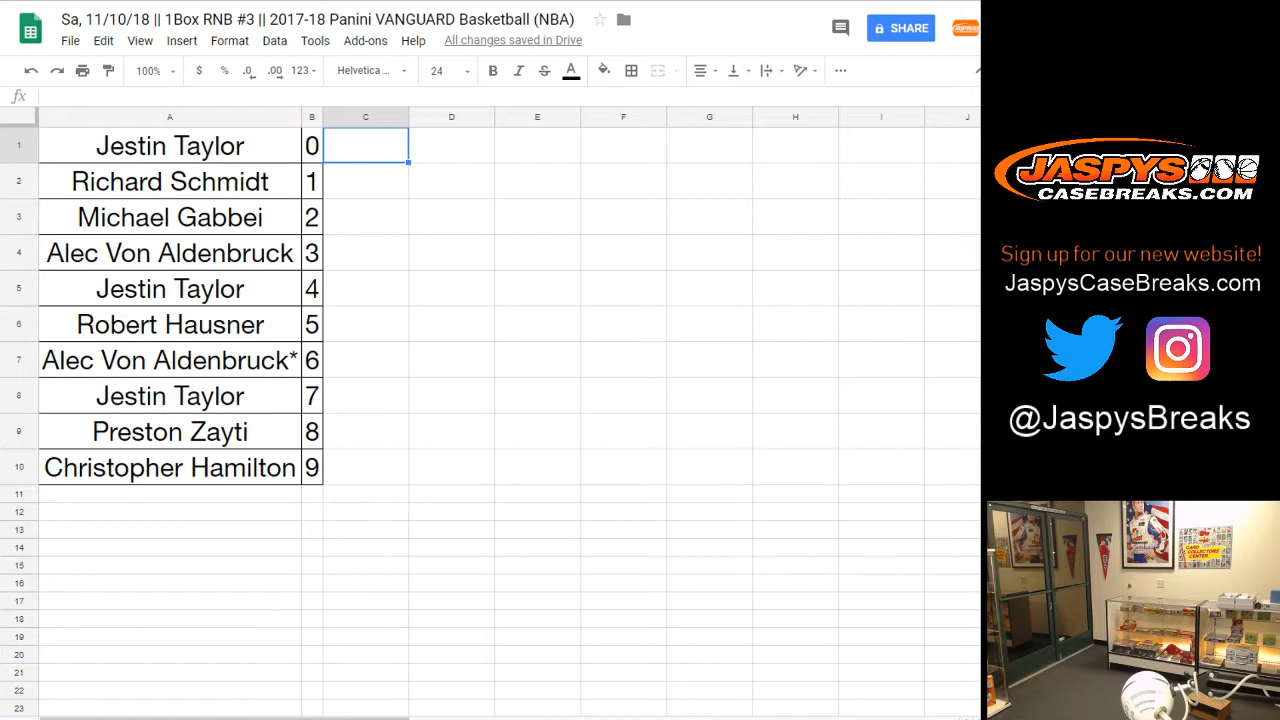 Sa, 11/10/18 || 1Box RNB #3 || 2017-18 Panini VANGUARD Basketball (NBA)
File Edit View Insert Format Data Tools Add-ons Help All changes saved in Drive
SHARE
100% $ % .0 .00 123 Helvetica ... 24 B I S A
fx
A B C D E F G H I J
1 Jestin Taylor 0
2 Richard Schmidt 1
3 Michael Gabbei 2
4 Alec Von Aldenbruck 3
5 Jestin Taylor 4
6 Robert Hausner 5
7 Alec Von Aldenbruck* 6
8 Jestin Taylor 7
9 Preston Zayti 8
10 Christopher Hamilton 9
11
12
13
14
15
16
17
18
19
20
21
22
23
JASPYS
CASEBREAKS.COM
Sign up for our new website!
JaspysCaseBreaks.com
@JaspysBreaks
CARD
COLLECTORS
CENTER